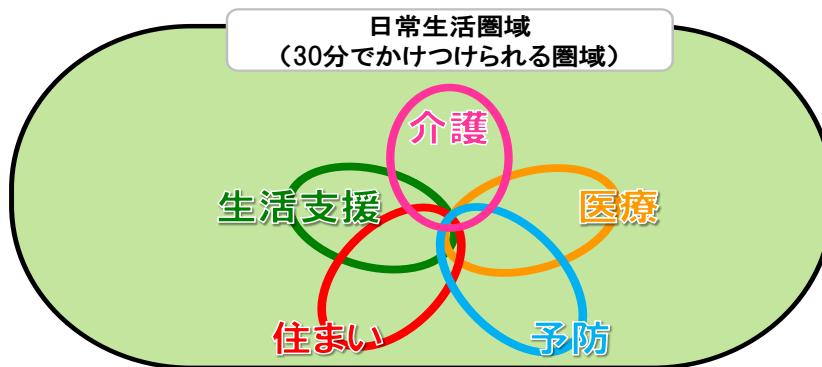 日常生活圏域
(30分でかけつけられる圏域)
介護
生活支援
医療
住まい
予防